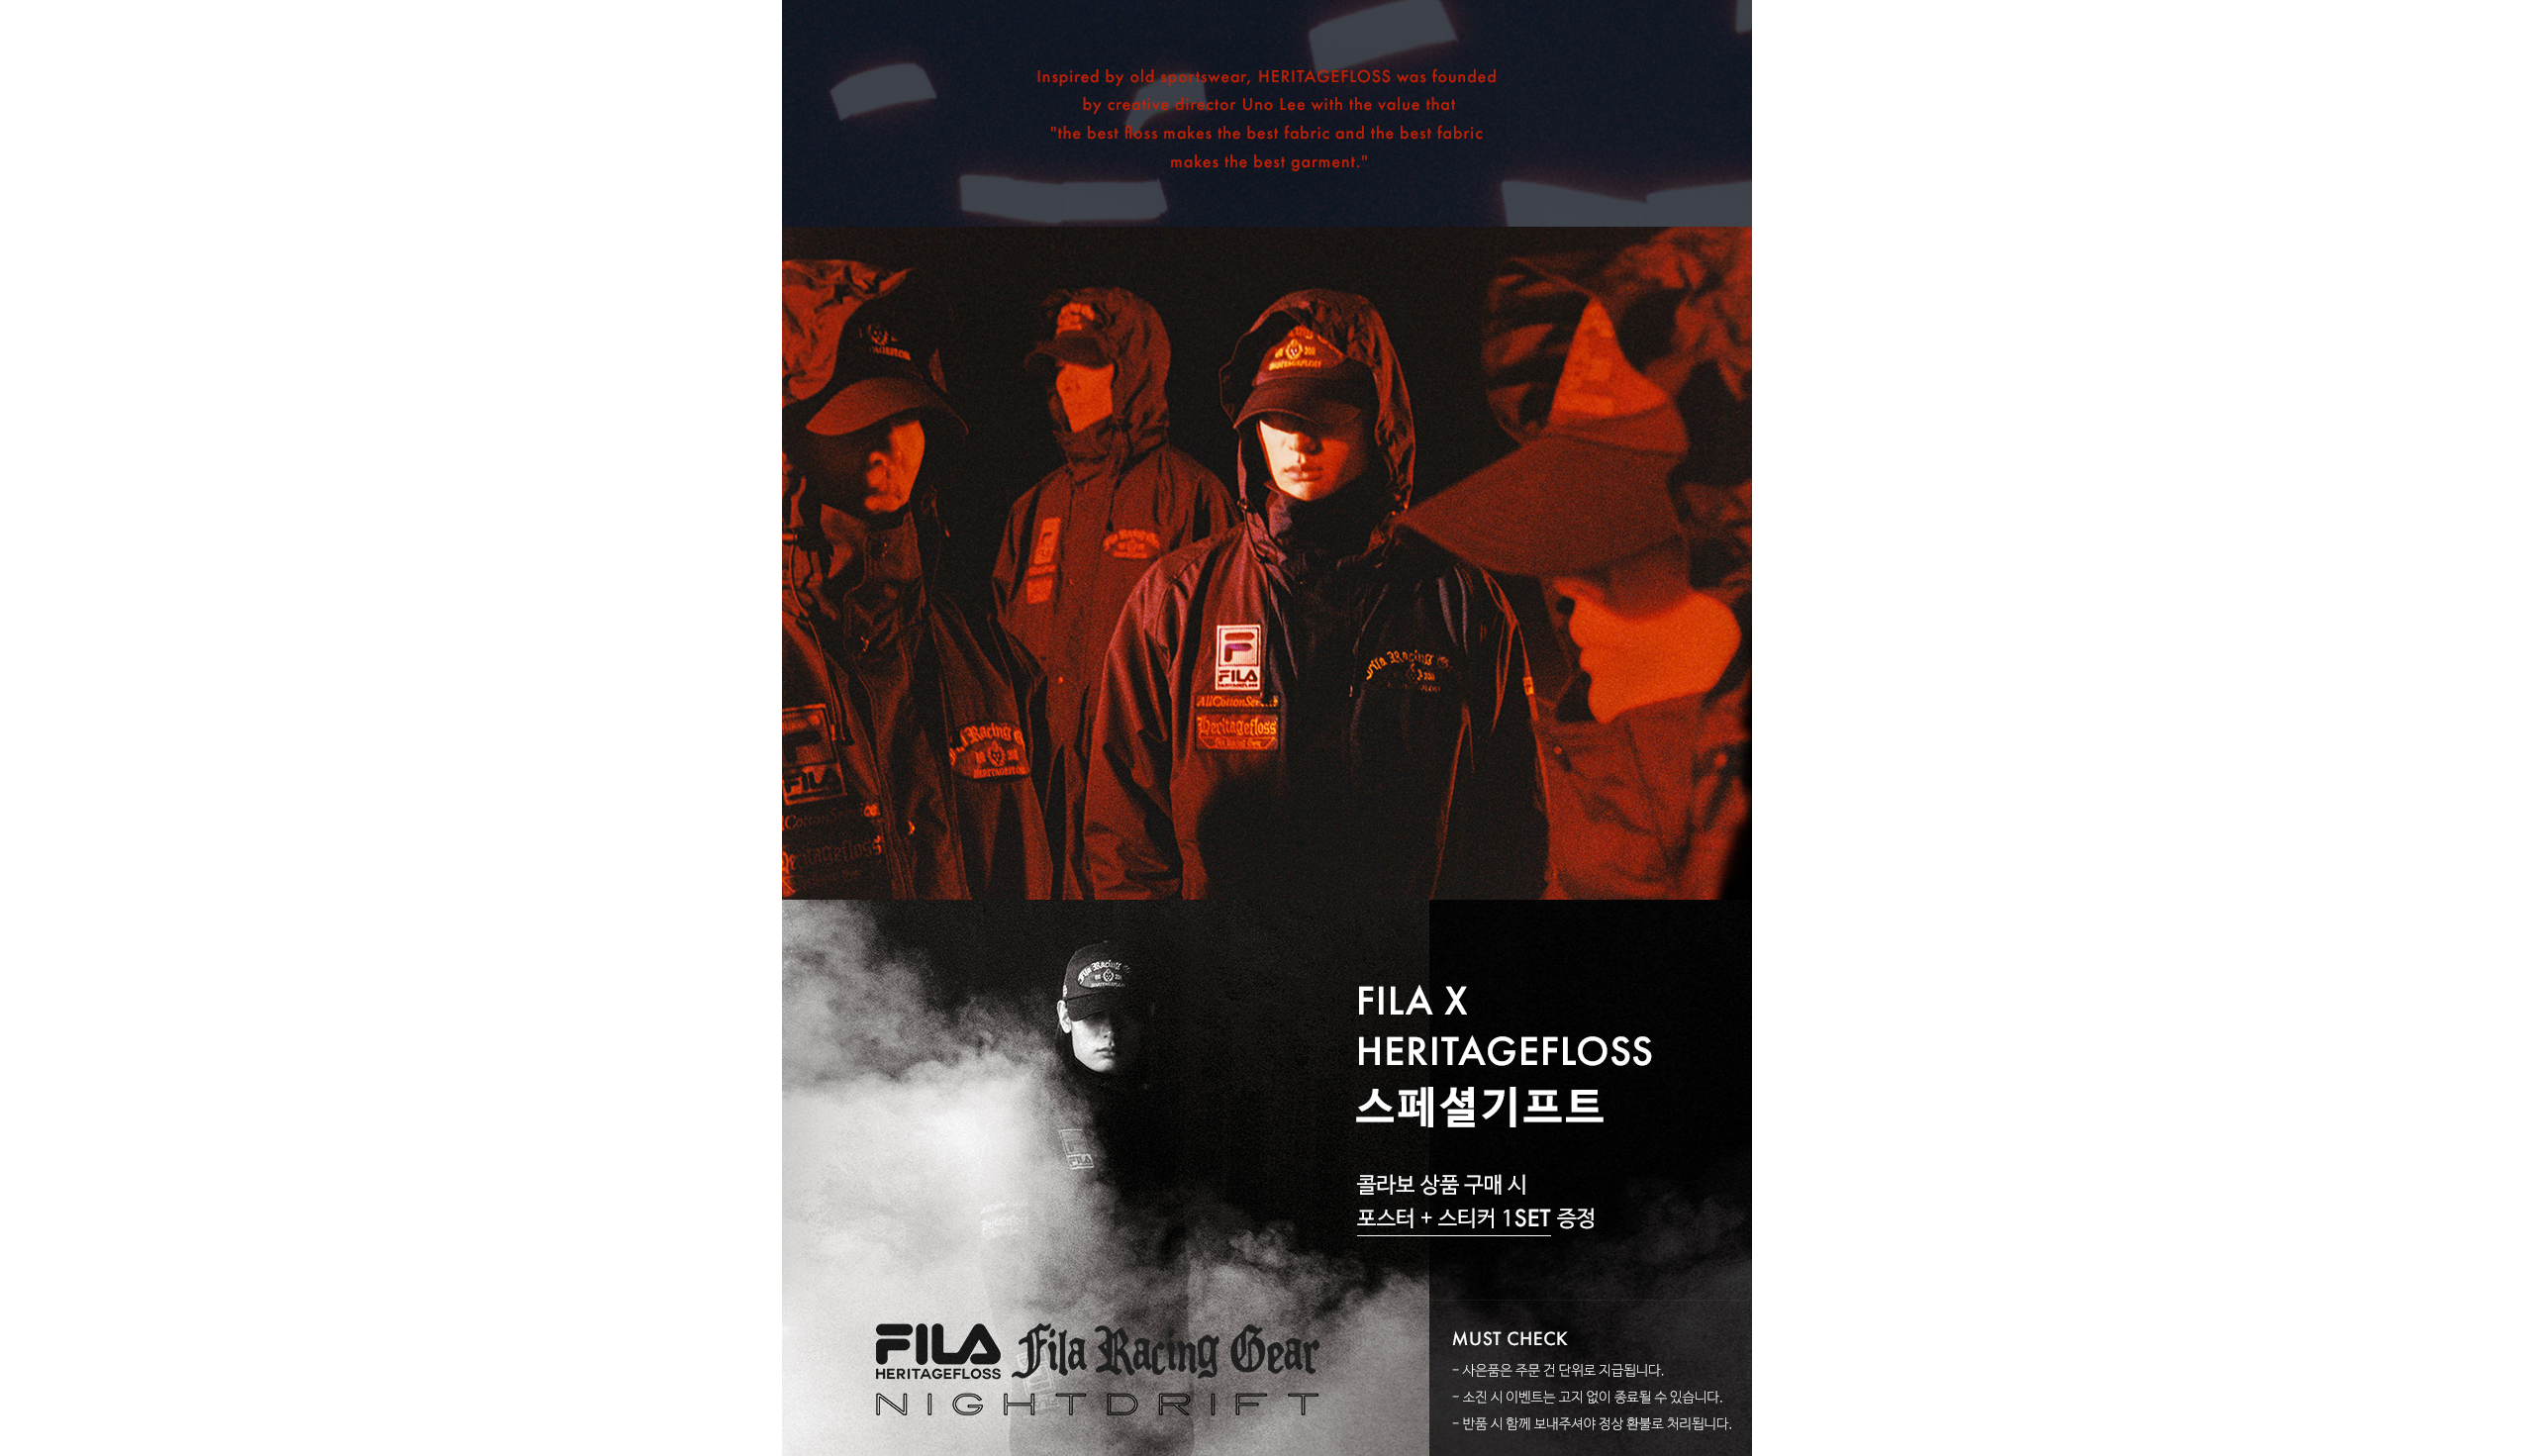 Inspired by old sportswear, HERITAGEFLOSS was founded
by creative director Uno Lee with the value that
"the best floss makes the best fabric and the best fabric
makes the best garment."
FILA
AllCottonSer
Heritagefloss
Fila Racing G
HERITAGEFLOSS
FILA
Heritagefloss
FILA X
HERITAGEFLOSS
스페셜기프트
콜라보 상품 구매 시
포스터 + 스티커 1SET 증정
FILA
HERITAGEFLOSS
Fila Racing Gear
NIGHTDRIFT
MUST CHECK
- 사은품은 주문 건 단위로 지급됩니다.
- 소진 시 이벤트는 고지 없이 종료될 수 있습니다.
- 반품 시 함께 보내주셔야 정상 환불로 처리됩니다.